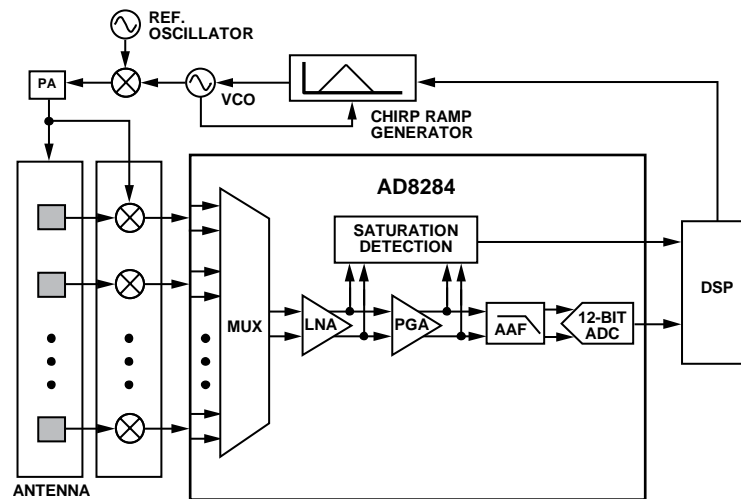 REF.
OSCILLATOR
PA
VCO
CHIRP RAMP
GENERATOR
AD8284
SATURATION
DETECTION
DSP
MUX
LNA
PGA
AAF
12-BIT
ADC
ANTENNA